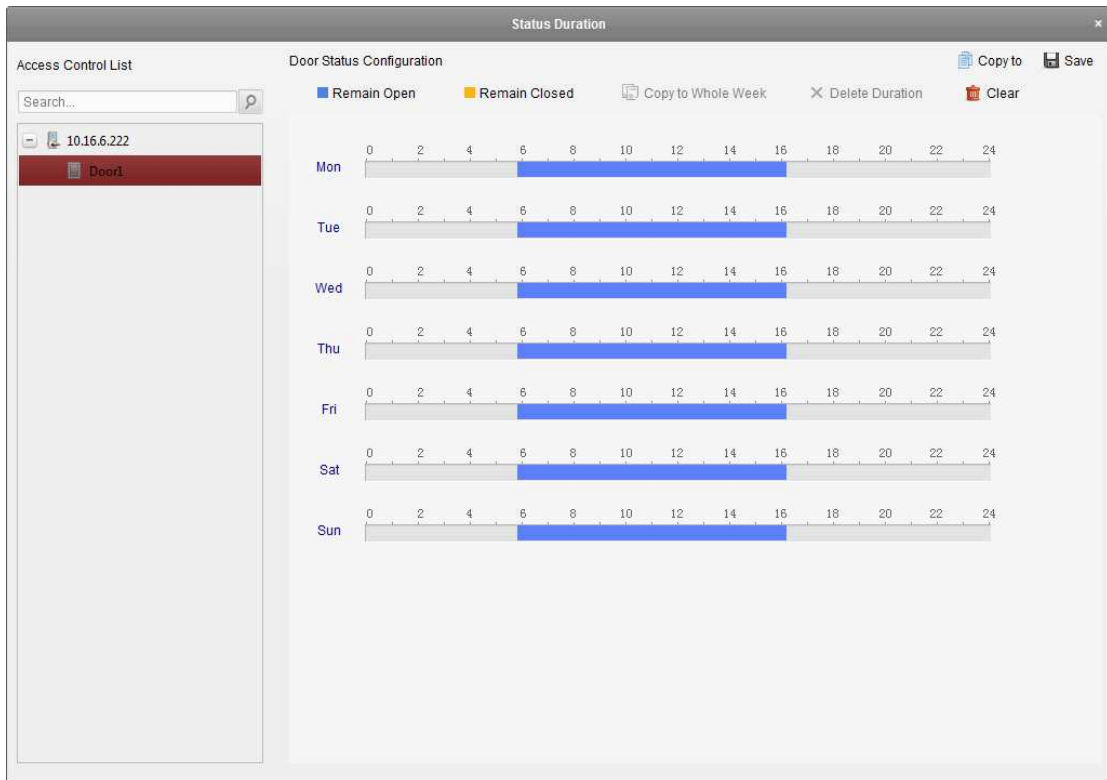 Status Duration
Access Control List
Door Status Configuration
Copy to
Save
Search...
Remain Open
Remain Closed
Copy to Whole Week
Delete Duration
Clear
10.16.6.222
Door1
0 2 4 6 8 10 12 14 16 18 20 22 24
Mon
0 2 4 6 8 10 12 14 16 18 20 22 24
Tue
0 2 4 6 8 10 12 14 16 18 20 22 24
Wed
0 2 4 6 8 10 12 14 16 18 20 22 24
Thu
0 2 4 6 8 10 12 14 16 18 20 22 24
Fri
0 2 4 6 8 10 12 14 16 18 20 22 24
Sat
0 2 4 6 8 10 12 14 16 18 20 22 24
Sun